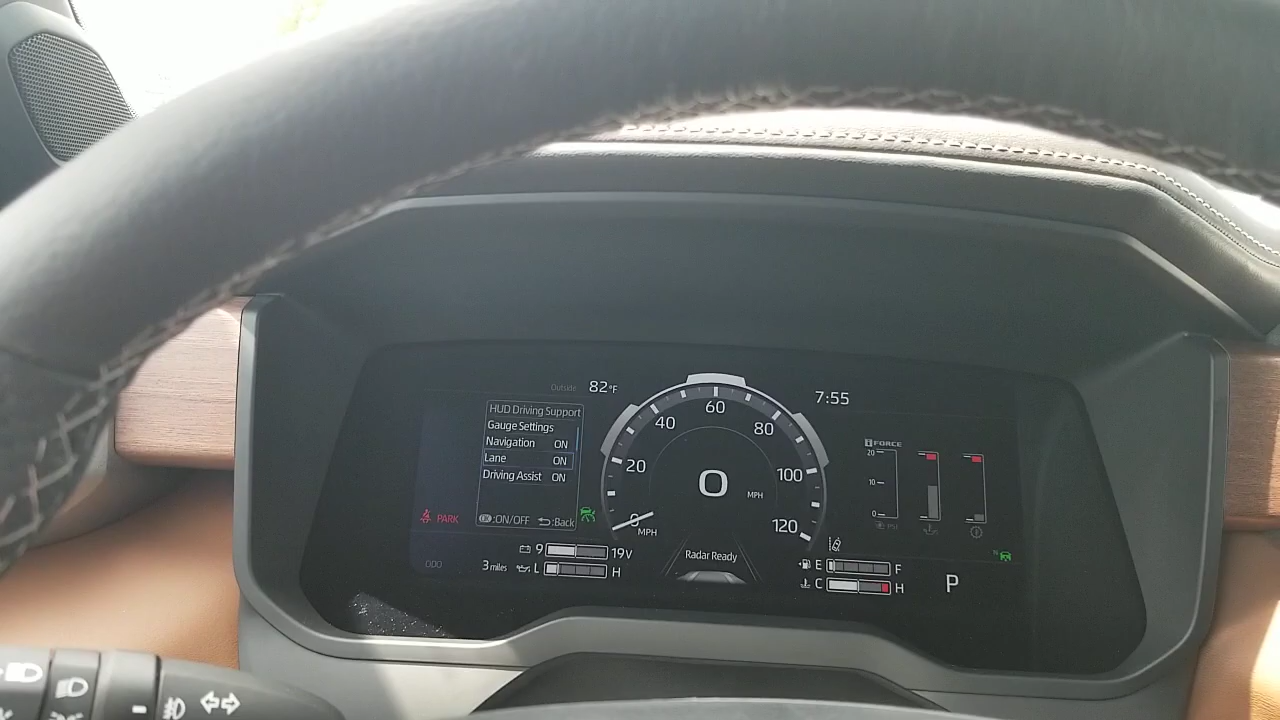 Outside 82°F
7:55
HUD Driving Support
Gauge Settings
Navigation ON
Lane ON
Driving Assist ON
OK :ON/OFF :Back
PARK
ODO
3 miles
9 19V
L H
0 20 40 60 80 100 120
MPH
0 MPH
Radar Ready
E F
C H
i FORCE
20
10
0
PSI
P